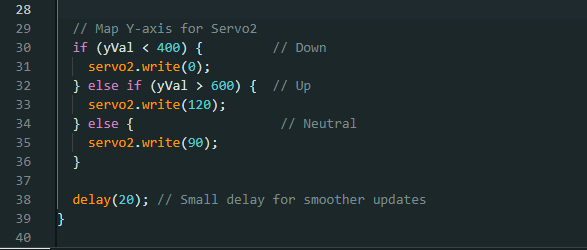 28
29 // Map Y-axis for Servo2
30 if (yVal < 400) { // Down
31 servo2.write(0);
32 } else if (yVal > 600) { // Up
33 servo2.write(120);
34 } else { // Neutral
35 servo2.write(90);
36 }
37
38 delay(20); // Small delay for smoother updates
39 }
40